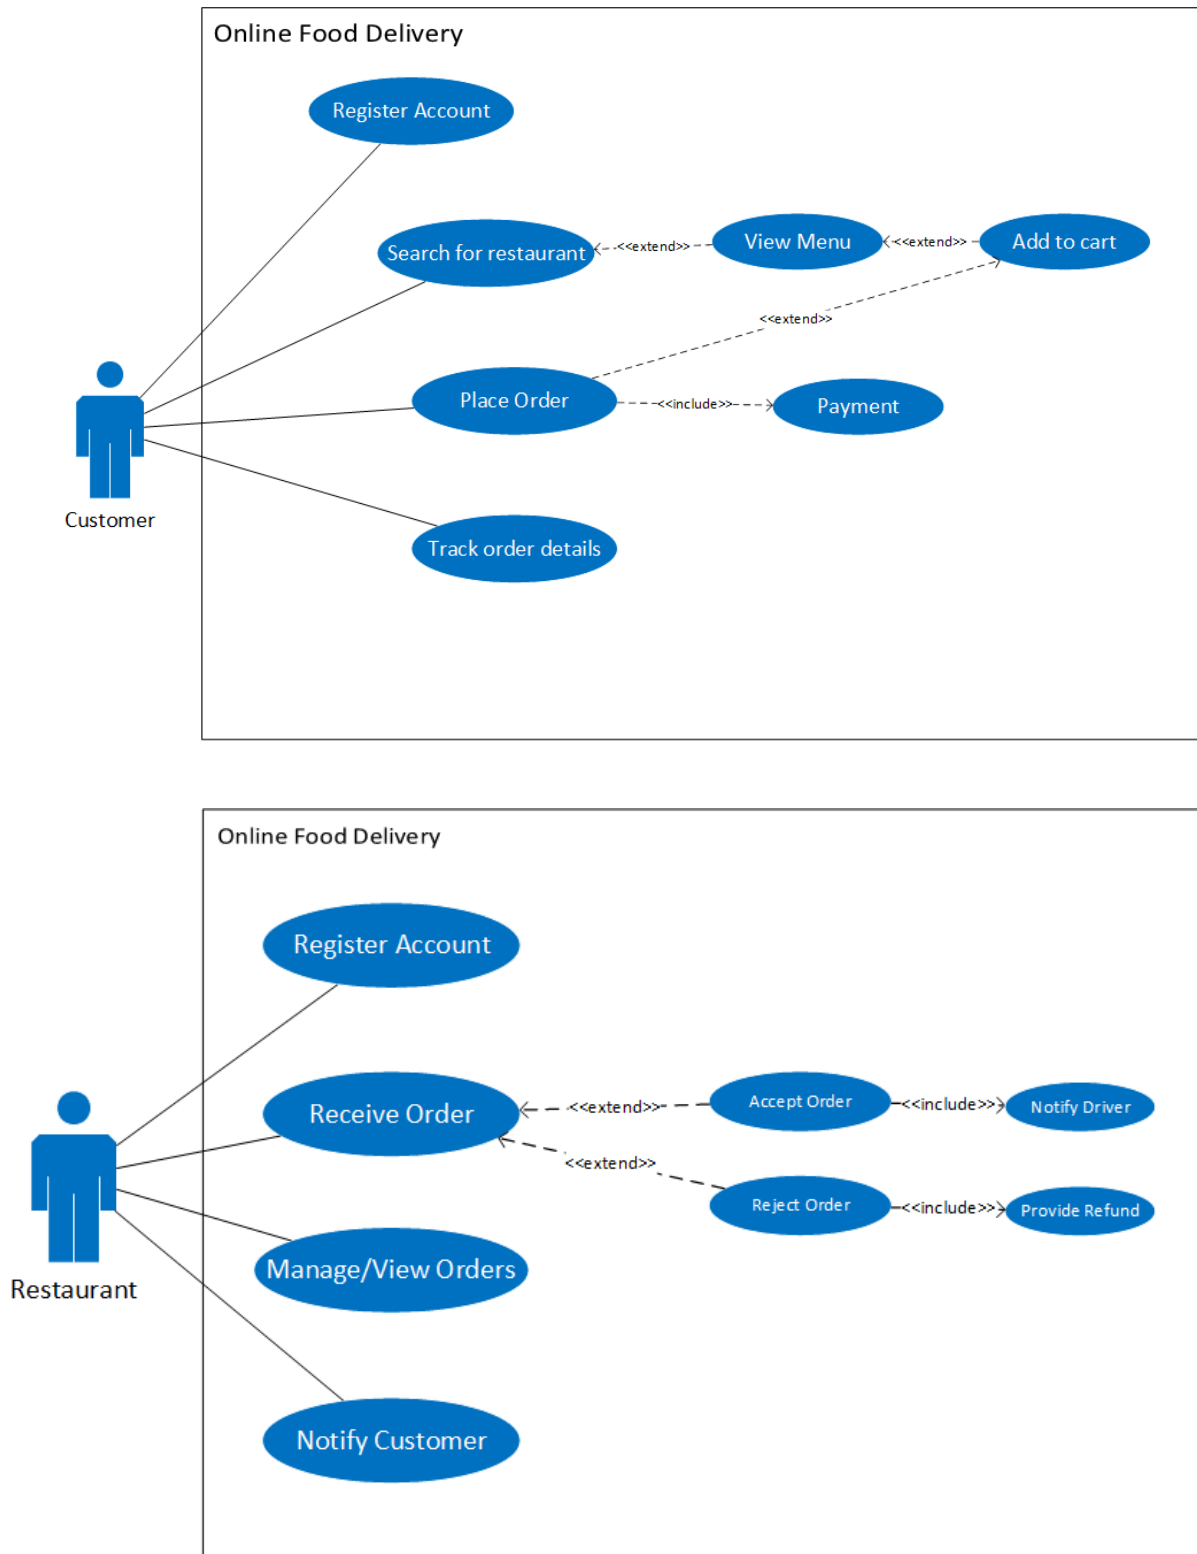 Online Food Delivery
Register Account
Search for restaurant
<<extend>>
View Menu
<<extend>>
Add to cart
<<extend>>
Place Order
<<include>>
Payment
Customer
Track order details
Online Food Delivery
Register Account
Receive Order
<<extend>>
Accept Order
<<include>>
Notify Driver
<<extend>>
Reject Order
<<include>>
Provide Refund
Manage/View Orders
Restaurant
Notify Customer